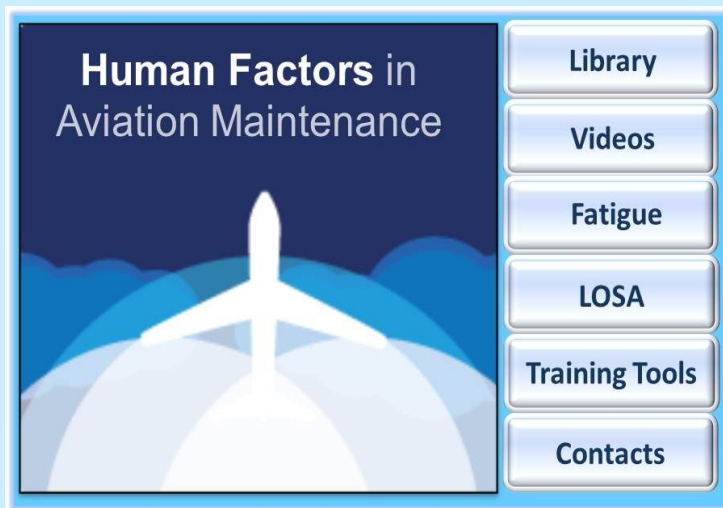 Human Factors in
Aviation Maintenance
Library
Videos
Fatigue
LOSA
Training Tools
Contacts